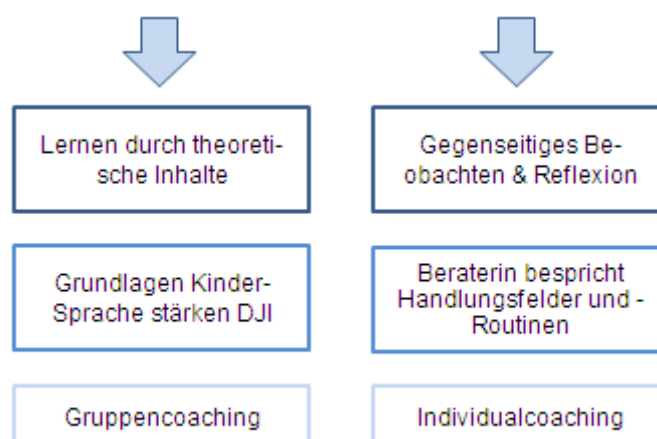 Lernen durch theoreti-
sche Inhalte
Gegenseitiges Be-
obachten & Reflexion
Grundlagen Kinder-
Sprache stärken DJI
Beraterin bespricht
Handlungsfelder und -
Routinen
Gruppencoaching
Individualcoaching